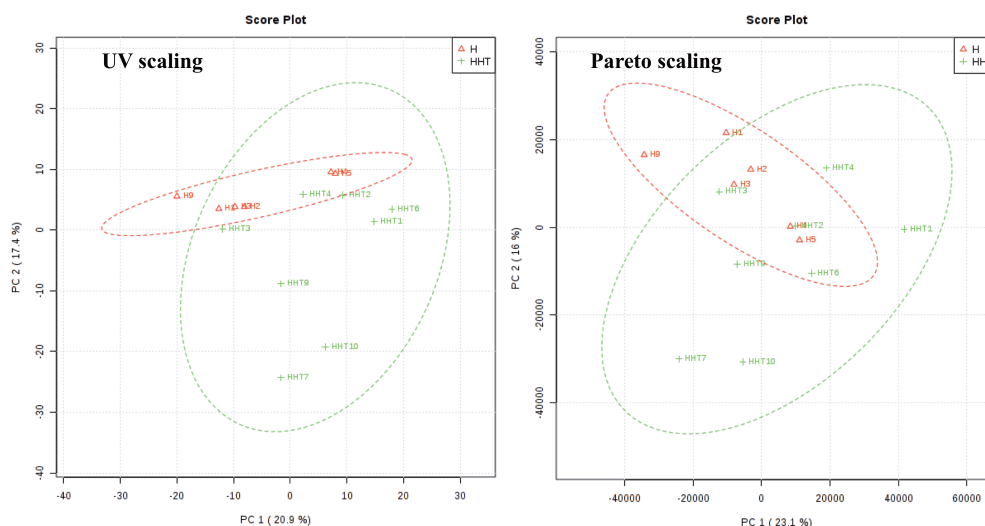 Score Plot
UV scaling
H
HHT
30
20
10
0
-10
-20
-30
-40
PC 2 ( 17.4 %)
H5
H9
HHT4
HHT2
H2
HHT6
HHT1
HHT3
HHT9
HHT10
HHT7
-40
-30
-20
-10
0
10
20
30
PC 1 ( 20.9 %)
Score Plot
Pareto scaling
H
HHT
40000
20000
0
-20000
-40000
PC 2 ( 16 %)
H1
H9
H2
HHT4
H3
HHT3
H4
HHT2
HHT1
H5
HHT9
HHT6
HHT7
HHT10
-40000
-20000
0
20000
40000
60000
PC 1 ( 23.1 %)